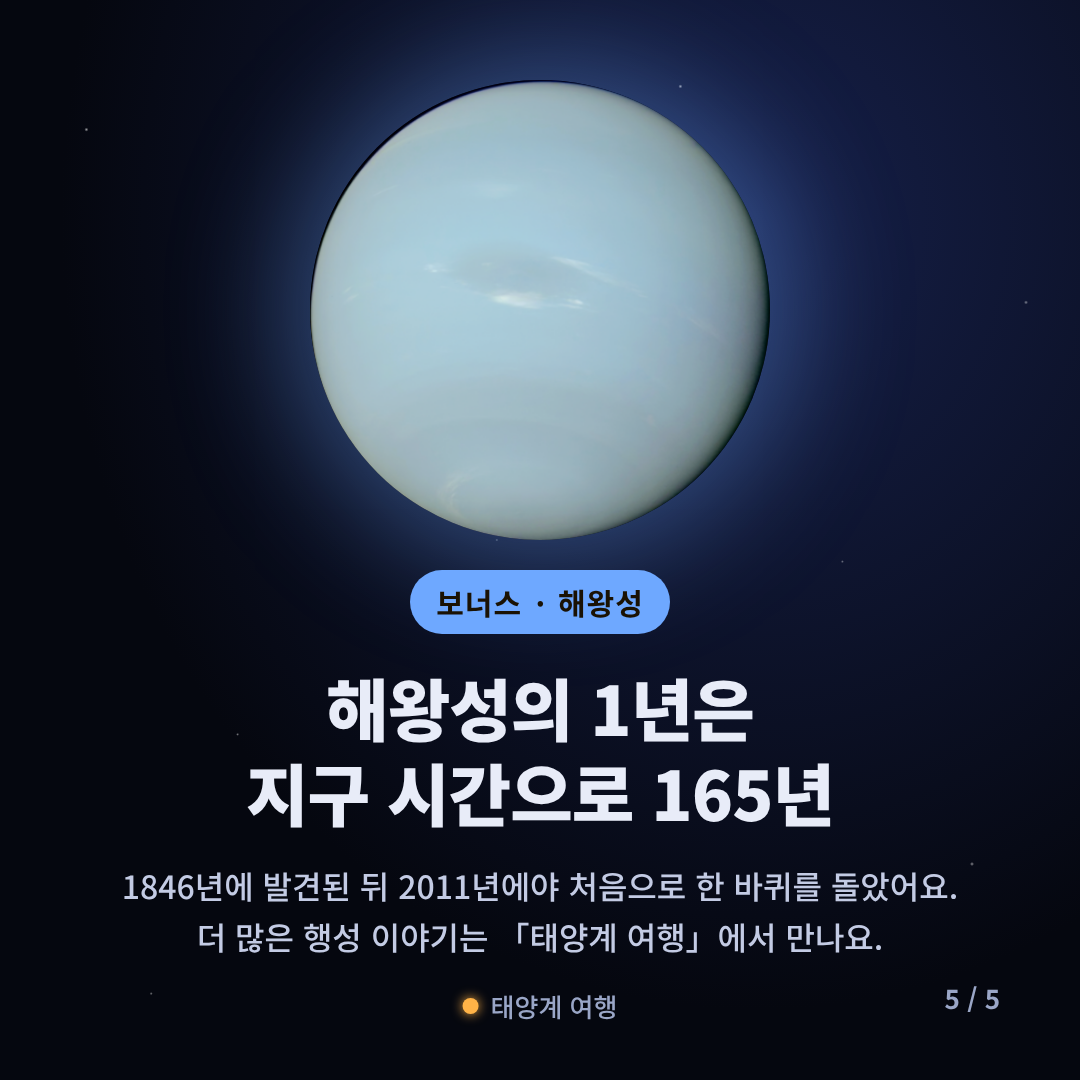 보너스 · 해왕성
해왕성의 1년은
지구 시간으로 165년
1846년에 발견된 뒤 2011년에야 처음으로 한 바퀴를 돌았어요.
더 많은 행성 이야기는 「태양계 여행」에서 만나요.
태양계 여행
5 / 5